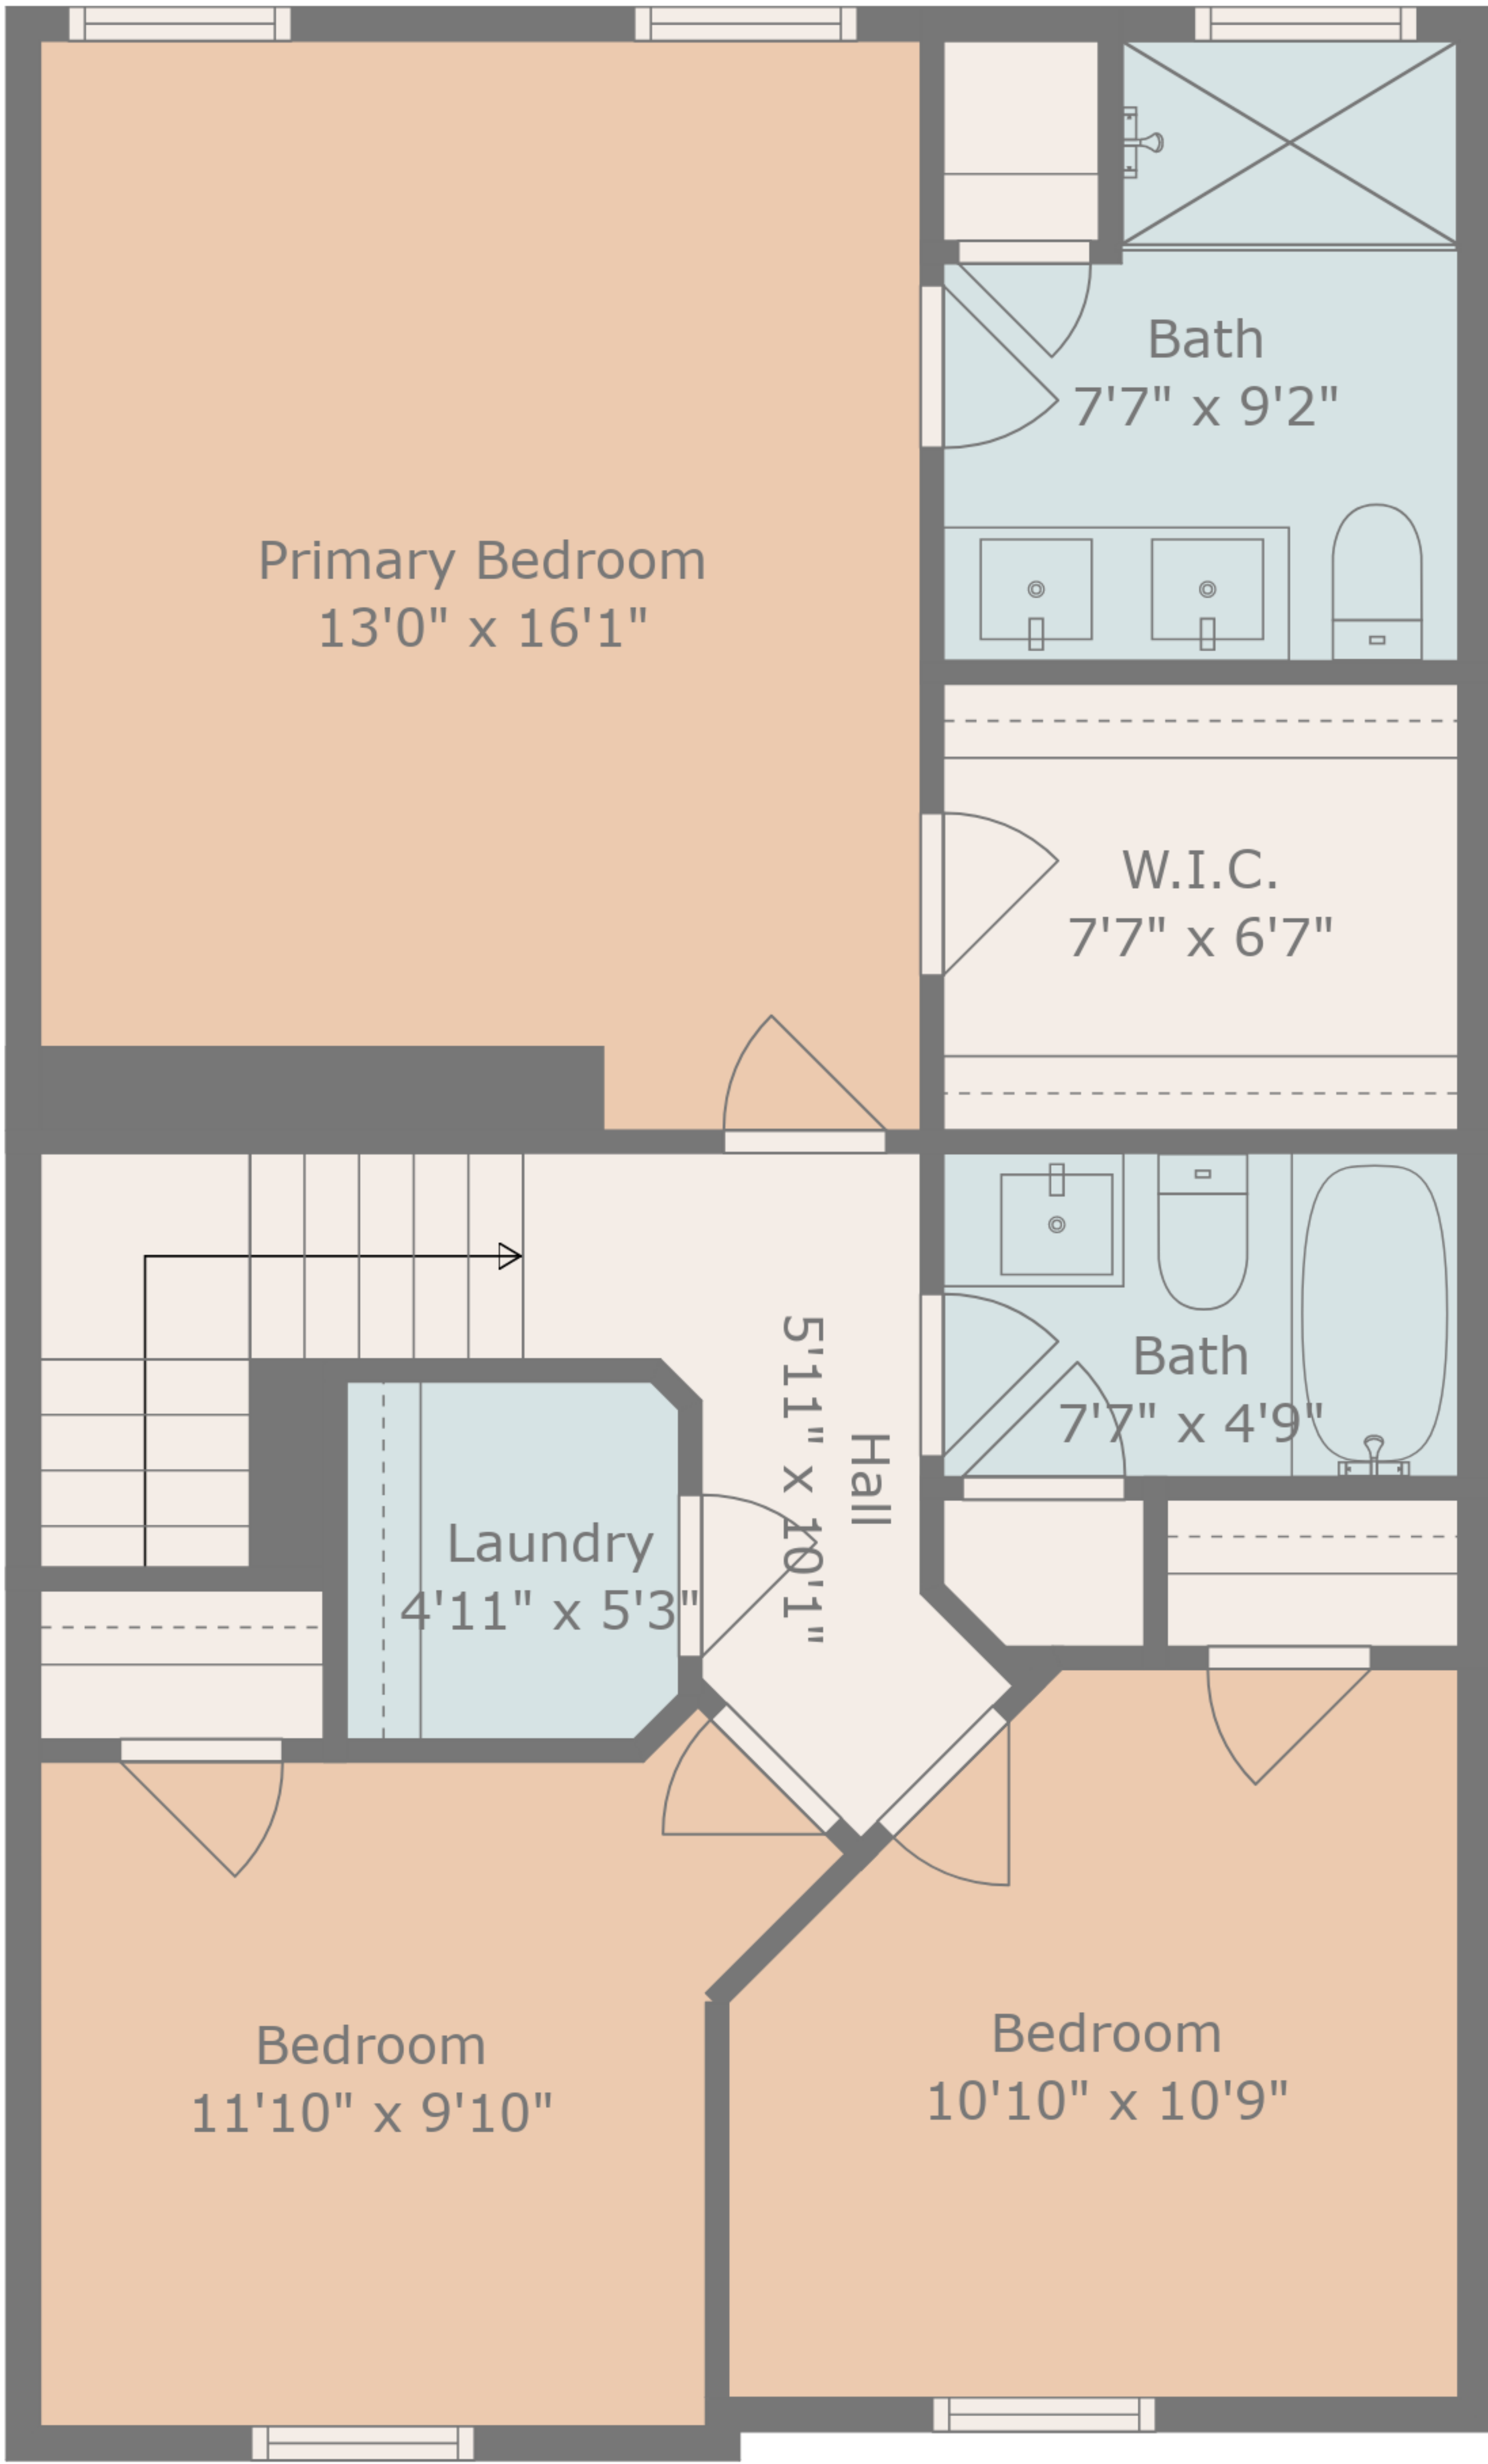 Bath
7'7" x 9'2"
Primary Bedroom
13'0" x 16'1"
W.I.C.
7'7" x 6'7"
Hall
5'11" x 10'1"
Bath
7'7" x 4'9"
Laundry
4'11" x 5'3"
Bedroom
11'10" x 9'10"
Bedroom
10'10" x 10'9"